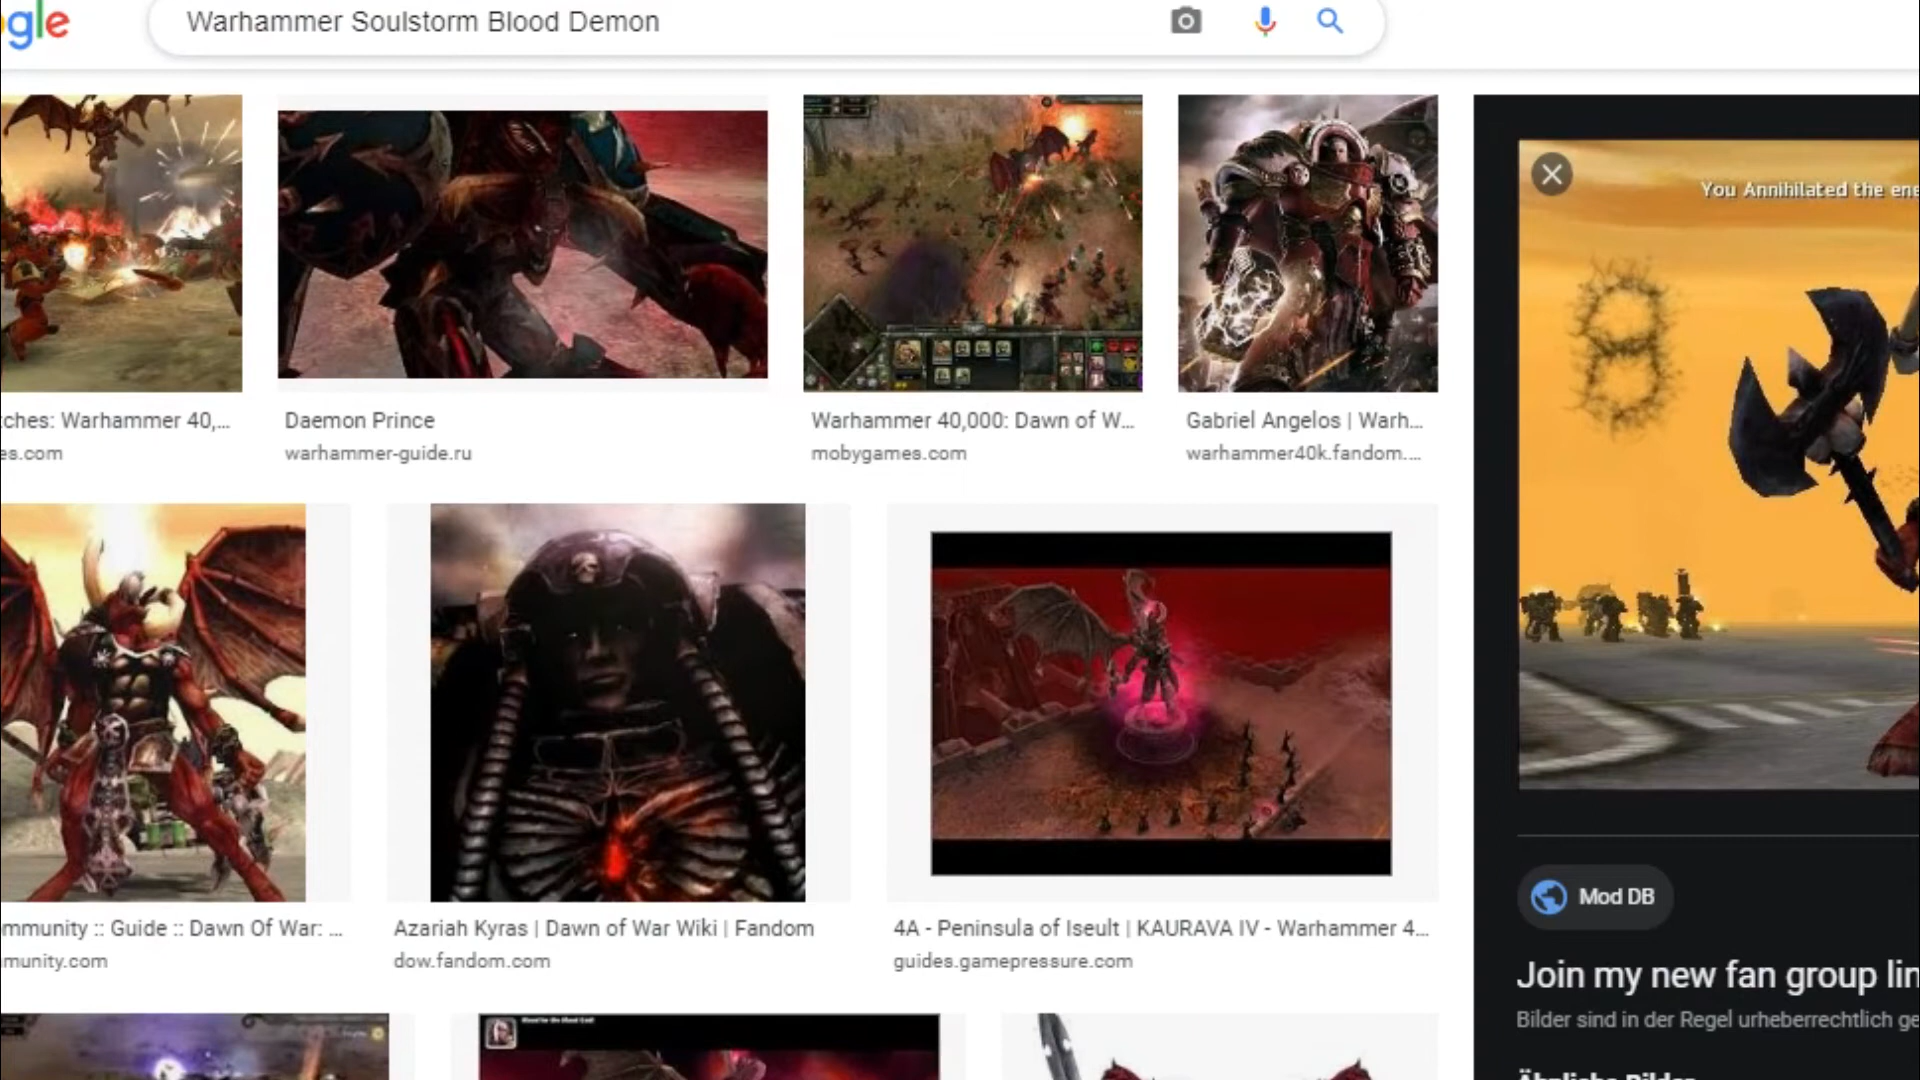 gle
Warhammer Soulstorm Blood Demon
You Annihilated the ene
tches: Warhammer 40,...
es.com
Daemon Prince
warhammer-guide.ru
Warhammer 40,000: Dawn of W...
mobygames.com
Gabriel Angelos | Warh...
warhammer40k.fandom....
mmunity :: Guide :: Dawn Of War: ...
munity.com
Azariah Kyras | Dawn of War Wiki | Fandom
dow.fandom.com
4A - Peninsula of Iseult | KAURAVA IV - Warhammer 4...
guides.gamepressure.com
Mod DB
Join my new fan group lin
Bilder sind in der Regel urheberrechtlich ge
Ähnliche Bilder